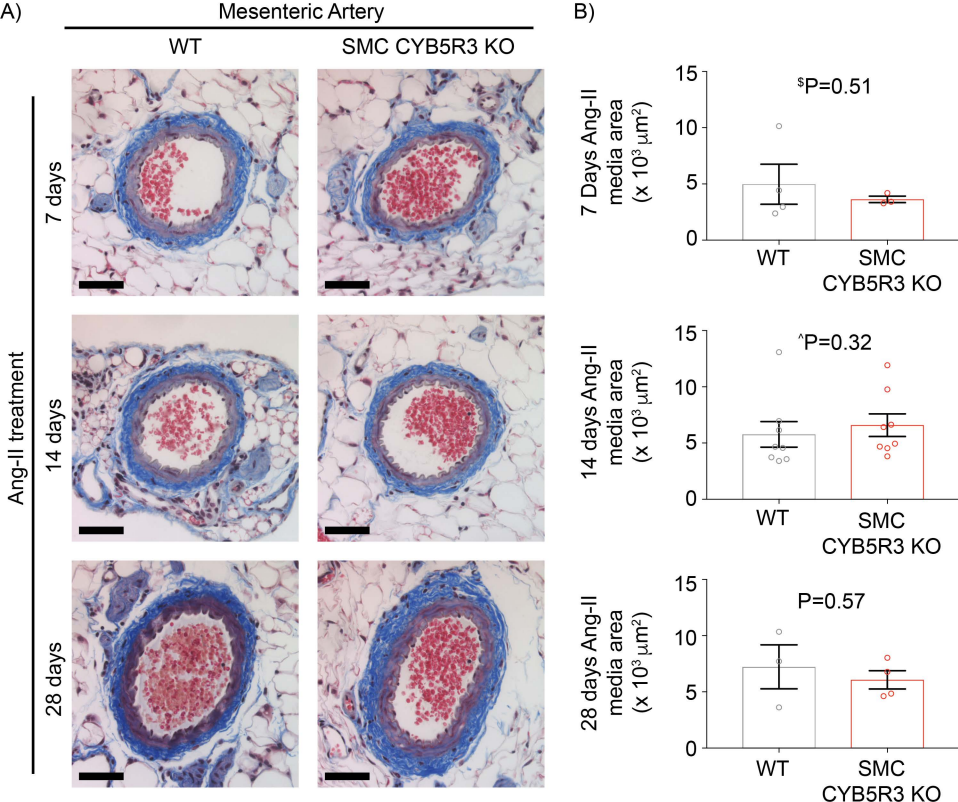 A)
Mesenteric Artery
WT
SMC CYB5R3 KO
Ang-II treatment
7 days
14 days
28 days
B)
7 Days Ang-II
media area
(x 10³ µm²)
15
10
5
0
$P=0.51
WT
SMC
CYB5R3 KO
14 days Ang-II
media area
(x 10³ µm²)
15
10
5
0
^P=0.32
WT
SMC
CYB5R3 KO
28 days Ang-II
media area
(x 10³ µm²)
15
10
5
0
P=0.57
WT
SMC
CYB5R3 KO